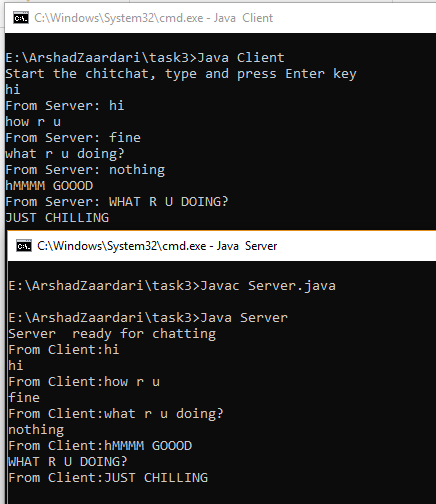 C:\Windows\System32\cmd.exe - Java Client
E:\ArshadZaardari\task3>Java Client
Start the chitchat, type and press Enter key
hi
From Server: hi
how r u
From Server: fine
what r u doing?
From Server: nothing
hMMMM GOOOD
From Server: WHAT R U DOING?
JUST CHILLING
C:\Windows\System32\cmd.exe - Java Server
E:\ArshadZaardari\task3>Javac Server.java
E:\ArshadZaardari\task3>Java Server
Server  ready for chatting
From Client:hi
hi
From Client:how r u
fine
From Client:what r u doing?
nothing
From Client:hMMMM GOOOD
WHAT R U DOING?
From Client:JUST CHILLING